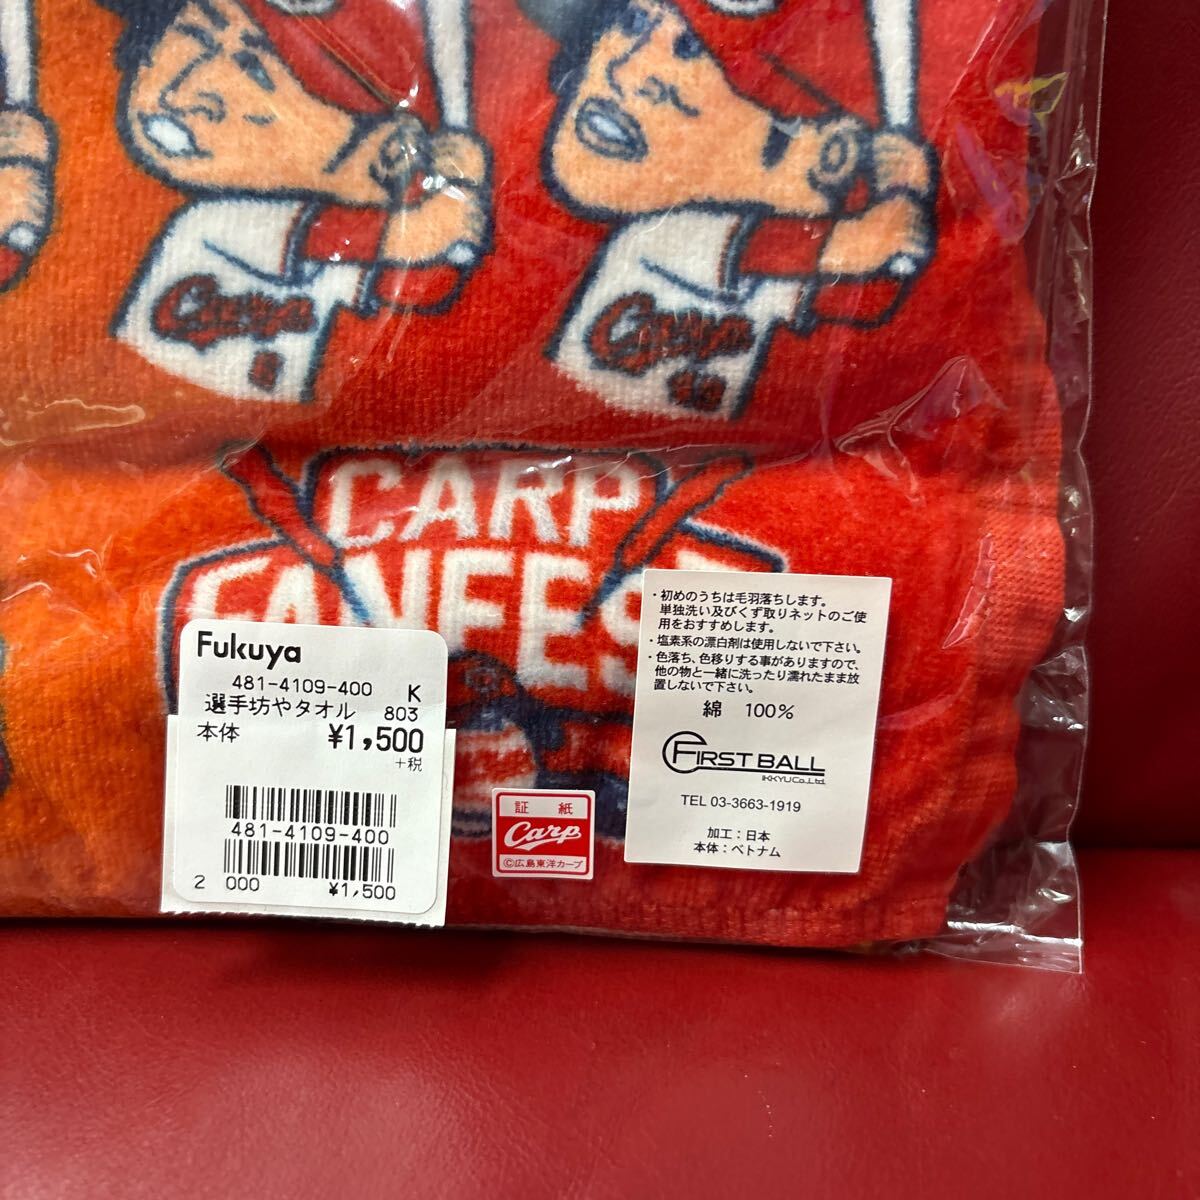 Carp
8
Carp
CARP
FANFEST
Fukuya
481-4109-400 K
選手坊やタオル 803
本体 ¥1,500
+税
481-4109-400
2 000 ¥1,500
証 紙
Carp
©広島東洋カープ
・初めのうちは毛羽落ちします。
単独洗い及びくず取りネットのご使
用をおすすめします。
・塩素系の漂白剤は使用しないで下さい。
・色落ち、色移りする事がありますので、
他の物と一緒に洗ったり濡れたまま放
置しないで下さい。
綿 100%
FIRST BALL
IKKYU Co.,Ltd.
TEL 03-3663-1919
加工：日本
本体：ベトナム